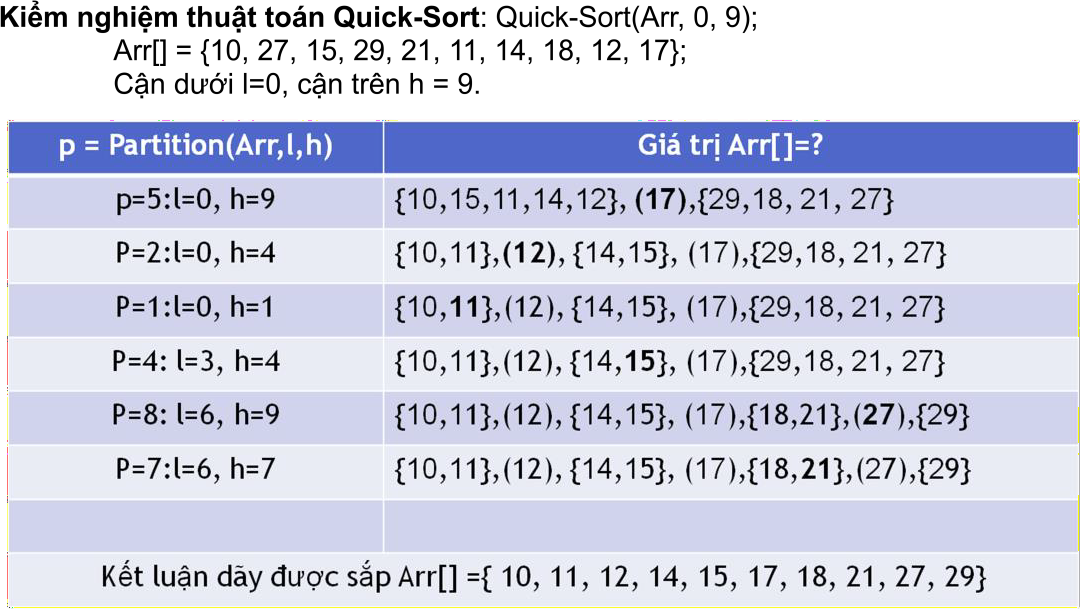 Kiểm nghiệm thuật toán Quick-Sort: Quick-Sort(Arr, 0, 9);
Arr[] = {10, 27, 15, 29, 21, 11, 14, 18, 12, 17};
Cận dưới l=0, cận trên h = 9.
p = Partition(Arr,l,h) Giá trị Arr[]=?
p=5:l=0, h=9 {10,15,11,14,12}, (17),{29,18, 21, 27}
P=2:l=0, h=4 {10,11},(12), {14,15}, (17),{29,18, 21, 27}
P=1:l=0, h=1 {10,11},(12), {14,15}, (17),{29,18, 21, 27}
P=4: l=3, h=4 {10,11},(12), {14,15}, (17),{29,18, 21, 27}
P=8: l=6, h=9 {10,11},(12), {14,15}, (17),{18,21},(27),{29}
P=7:l=6, h=7 {10,11},(12), {14,15}, (17),{18,21},(27),{29}
Kết luận dãy được sắp Arr[] ={ 10, 11, 12, 14, 15, 17, 18, 21, 27, 29}